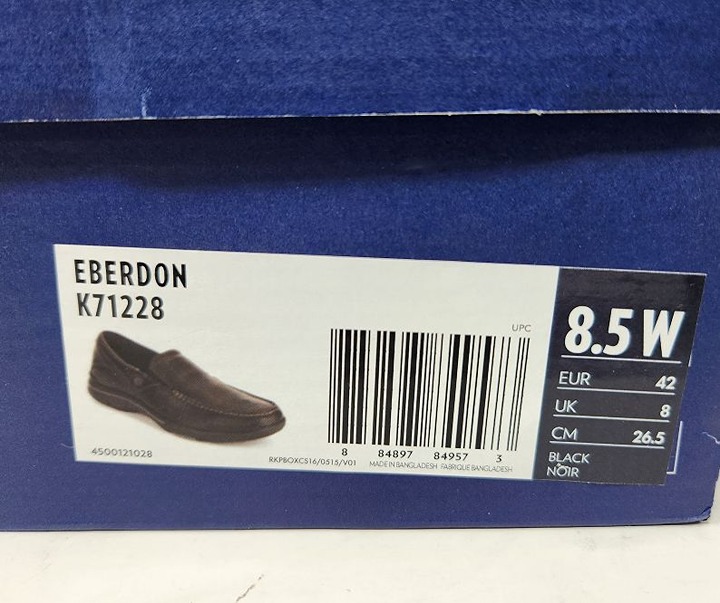 EBERDON
K71228
UPC
8 84897 84957 3
4500121028
RKPBOXCS16/0515/V01
MADE IN BANGLADESH FABRIQUE BANGLADESH
8.5 W
EUR 42
UK 8
CM 26.5
BLACK
NOIR